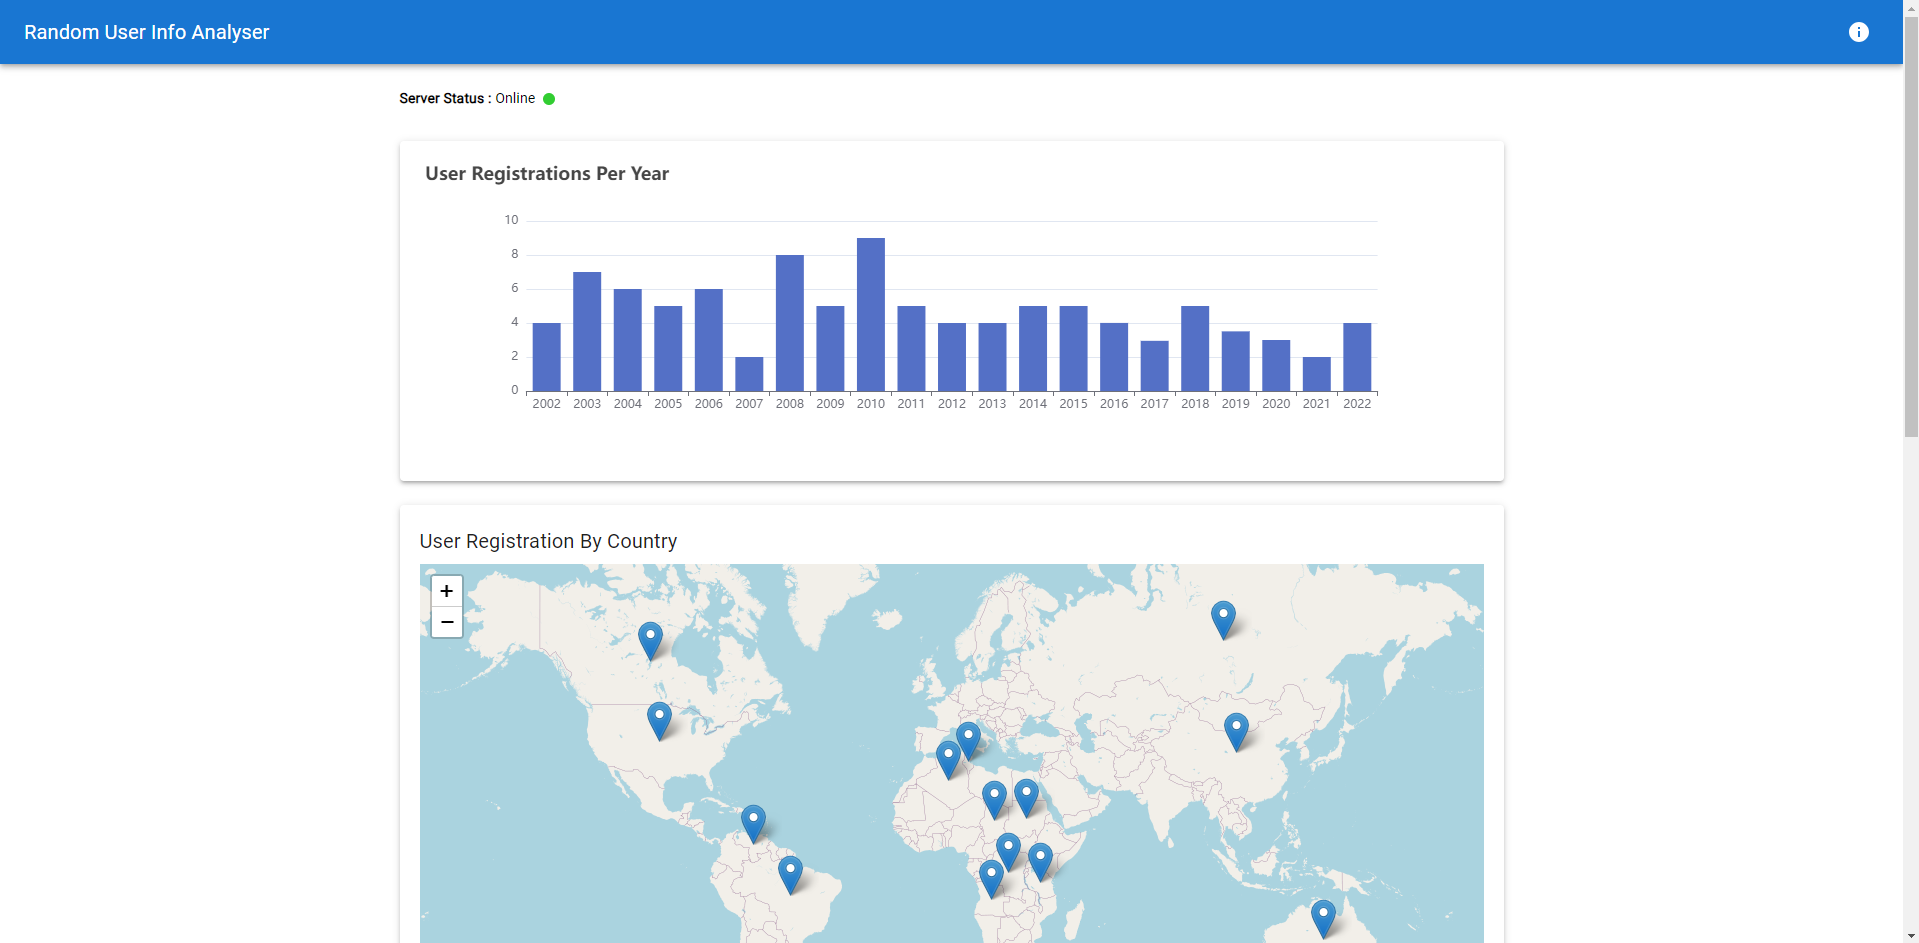 Random User Info Analyser
Server Status : Online
User Registrations Per Year
10
8
6
4
2
0
2002 2003 2004 2005 2006 2007 2008 2009 2010 2011 2012 2013 2014 2015 2016 2017 2018 2019 2020 2021 2022
User Registration By Country
+
−